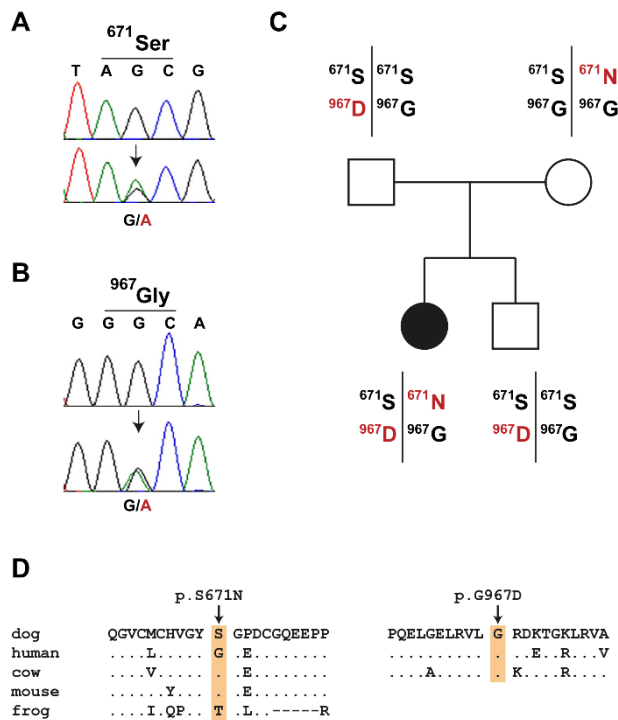 A
671Ser
T A G C G
G/A
B
967Gly
G G G C A
G/A
C
671S 671S
967D 967G
671S 671N
967G 967G
671S 671N
967D 967G
671S 671S
967D 967G
D
p.S671N p.G967D
dog QGVCMCHVGY S GPDCGQEEPP PQELGELRVL G RDKTGKLRVA
human ....L..... G .E........ .......... . ..E..R...V
cow ....V..... . .E........ ....A..... . K....R....
mouse ......Y... . .E........
frog ....I.QP.. T .L..-----R